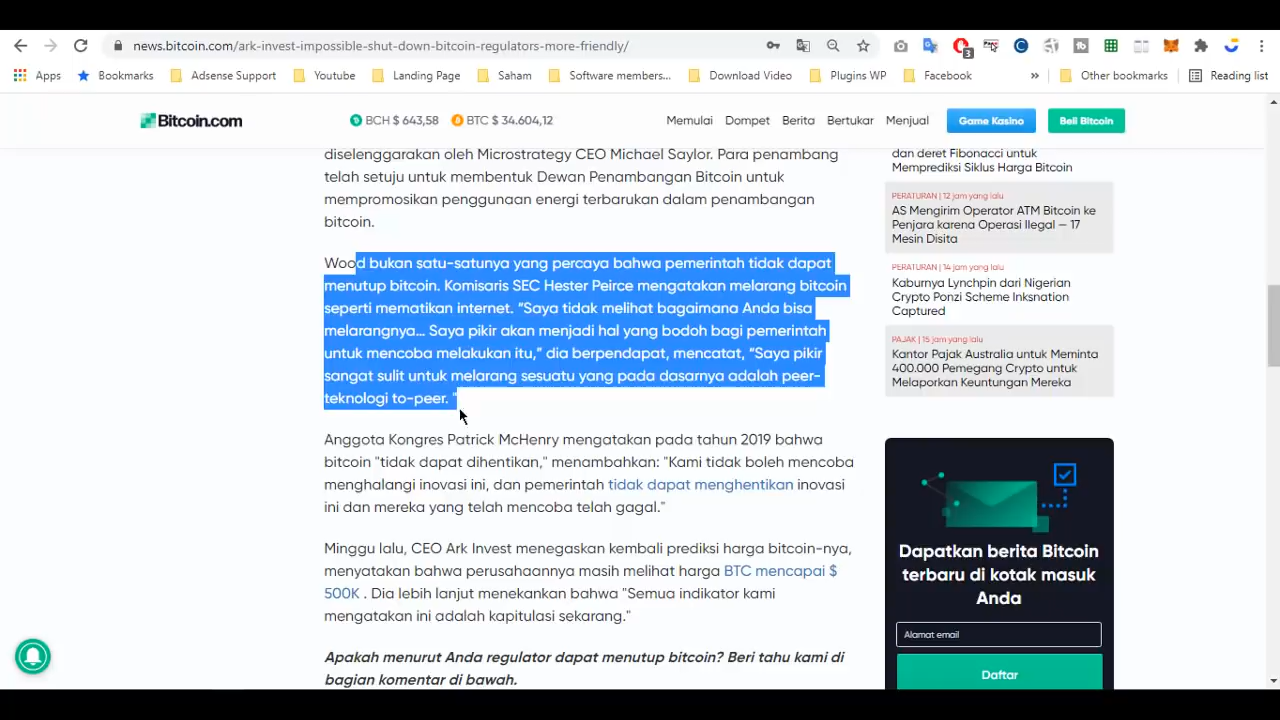 news.bitcoin.com/ark-invest-impossible-shut-down-bitcoin-regulators-more-friendly/
3
Apps Bookmarks Adsense Support Youtube Landing Page Saham Software members... Download Video Plugins WP Facebook » Other bookmarks Reading list
Bitcoin.com BCH $ 643,58 BTC $ 34.604,12 Memulai Dompet Berita Bertukar Menjual Game Kasino Beli Bitcoin
diselenggarakan oleh Microstrategy CEO Michael Saylor. Para penambang
telah setuju untuk membentuk Dewan Penambangan Bitcoin untuk
mempromosikan penggunaan energi terbarukan dalam penambangan
bitcoin.
Wood bukan satu-satunya yang percaya bahwa pemerintah tidak dapat
menutup bitcoin. Komisaris SEC Hester Peirce mengatakan melarang bitcoin
seperti mematikan internet. “Saya tidak melihat bagaimana Anda bisa
melarangnya… Saya pikir akan menjadi hal yang bodoh bagi pemerintah
untuk mencoba melakukan itu,” dia berpendapat, mencatat, “Saya pikir
sangat sulit untuk melarang sesuatu yang pada dasarnya adalah peer-
teknologi to-peer. "
Anggota Kongres Patrick McHenry mengatakan pada tahun 2019 bahwa
bitcoin "tidak dapat dihentikan," menambahkan: "Kami tidak boleh mencoba
menghalangi inovasi ini, dan pemerintah tidak dapat menghentikan inovasi
ini dan mereka yang telah mencoba telah gagal."
Minggu lalu, CEO Ark Invest menegaskan kembali prediksi harga bitcoin-nya,
menyatakan bahwa perusahaannya masih melihat harga BTC mencapai $
500K . Dia lebih lanjut menekankan bahwa "Semua indikator kami
mengatakan ini adalah kapitulasi sekarang."
Apakah menurut Anda regulator dapat menutup bitcoin? Beri tahu kami di
bagian komentar di bawah.
dan deret Fibonacci untuk
Memprediksi Siklus Harga Bitcoin
PERATURAN | 12 jam yang lalu
AS Mengirim Operator ATM Bitcoin ke
Penjara karena Operasi Ilegal — 17
Mesin Disita
PERATURAN | 14 jam yang lalu
Kaburnya Lynchpin dari Nigerian
Crypto Ponzi Scheme Inksnation
Captured
PAJAK | 15 jam yang lalu
Kantor Pajak Australia untuk Meminta
400.000 Pemegang Crypto untuk
Melaporkan Keuntungan Mereka
Dapatkan berita Bitcoin
terbaru di kotak masuk
Anda
Alamat email
Daftar